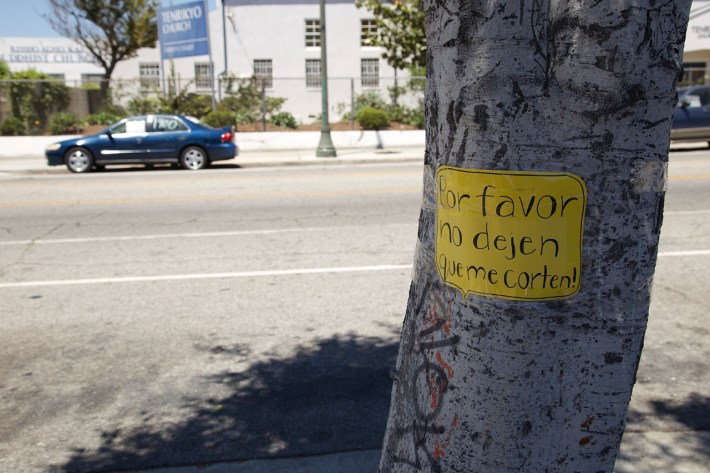 TENRIKYO
CHURCH
Por favor
no dejen
que me corten!